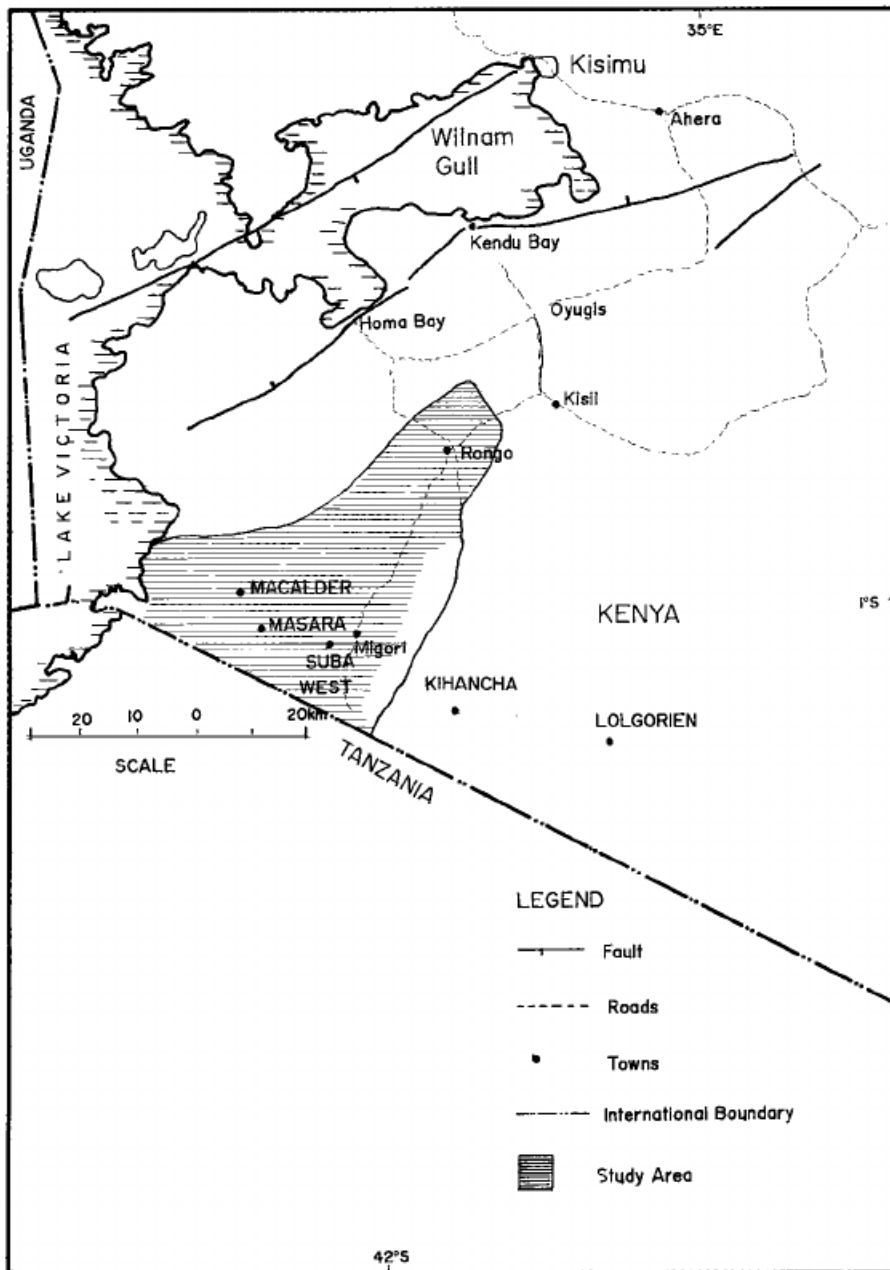 35°E
Kisimu
Ahera
UGANDA
Wilnam
Gull
Kendu Bay
Oyugis
Homa Bay
Kisii
Rongo
LAKE VICTORIA
MACALDER
1°S
KENYA
MASARA
Migori
SUBA
WEST
KIHANCHA
LOLGORIEN
20 10 0 20km
SCALE
TANZANIA
LEGEND
Fault
Roads
Towns
International Boundary
Study Area
42°S